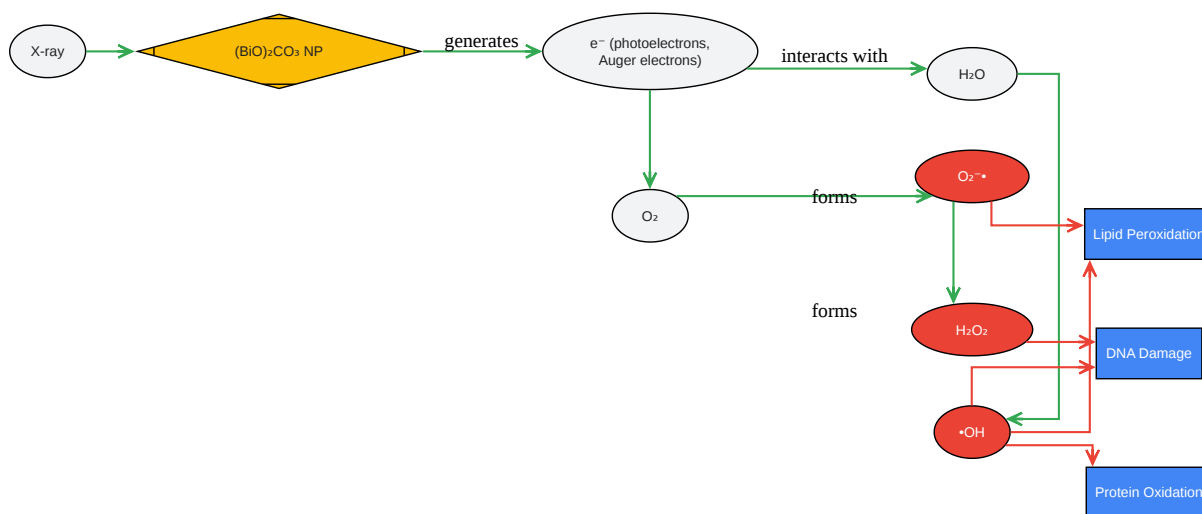 X-ray
(BiO)₂CO₃ NP
generates
e⁻ (photoelectrons,
Auger electrons)
interacts with
H₂O
O₂
forms
O₂⁻•
Lipid Peroxidation
forms
H₂O₂
DNA Damage
•OH
Protein Oxidation